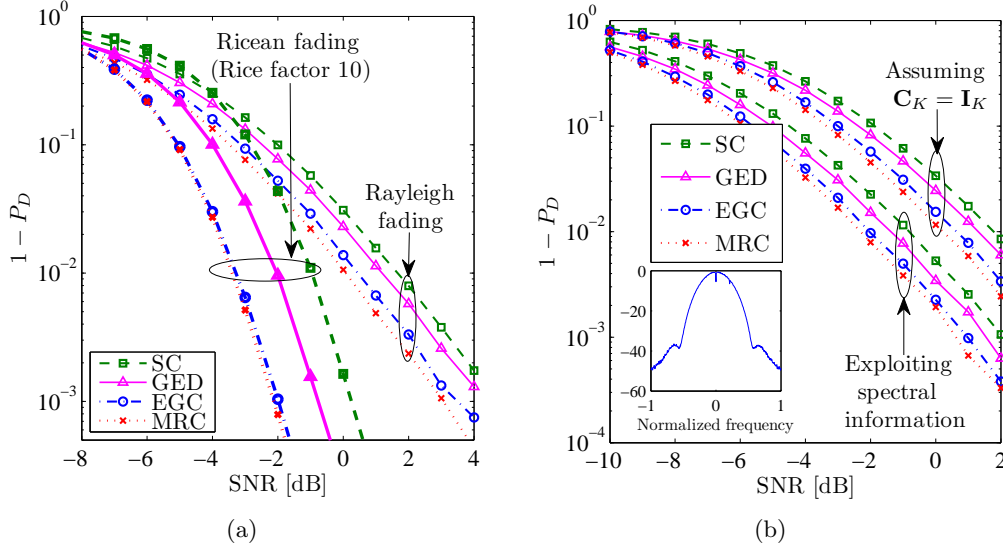 10^0
10^{-1}
10^{-2}
10^{-3}
1 − P_D
−8 −6 −4 −2 0 2 4
SNR [dB]
Ricean fading
(Rice factor 10)
Rayleigh
fading
SC
GED
EGC
MRC
(a)
10^0
10^{-1}
10^{-2}
10^{-3}
10^{-4}
1 − P_D
−10 −8 −6 −4 −2 0 2
SNR [dB]
Assuming
C_K = I_K
SC
GED
EGC
MRC
0
−20
−40
−60
−1 0 1
Normalized frequency
Exploiting
spectral
information
(b)